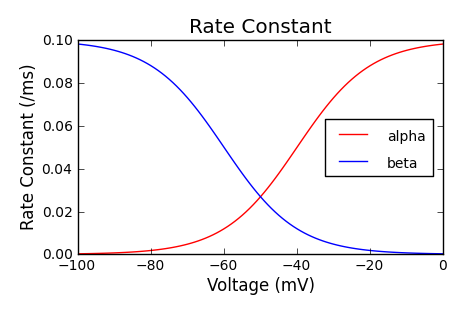 Rate Constant
Rate Constant (/ms)
0.10
0.08
0.06
0.04
0.02
0.00
alpha
beta
−100
−80
−60
−40
−20
0
Voltage (mV)